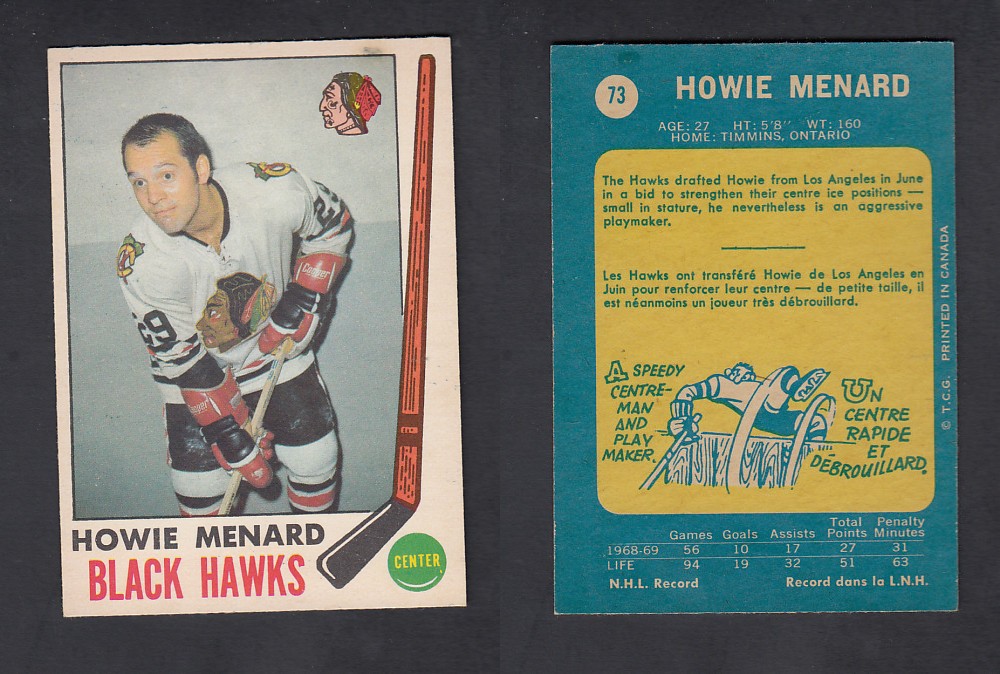 29
29
Cooper
Cooper
HOWIE MENARD
BLACK HAWKS
CENTER
73
HOWIE MENARD
AGE: 27 HT: 5'8" WT: 160
HOME: TIMMINS, ONTARIO
The Hawks drafted Howie from Los Angeles in June
in a bid to strengthen their centre ice positions —
small in stature, he nevertheless is an aggressive
playmaker.
Les Hawks ont transféré Howie de Los Angeles en
Juin pour renforcer leur centre — de petite taille, il
est néanmoins un joueur très débrouillard.
A SPEEDY
CENTRE-
MAN
AND
PLAY
MAKER.
UN
CENTRE
RAPIDE
ET
DÉBROUILLARD.
Games Goals Assists Total Points Penalty Minutes
1968-69 56 10 17 27 31
LIFE 94 19 32 51 63
N.H.L. Record Record dans la L.N.H.
© T.C.G. PRINTED IN CANADA